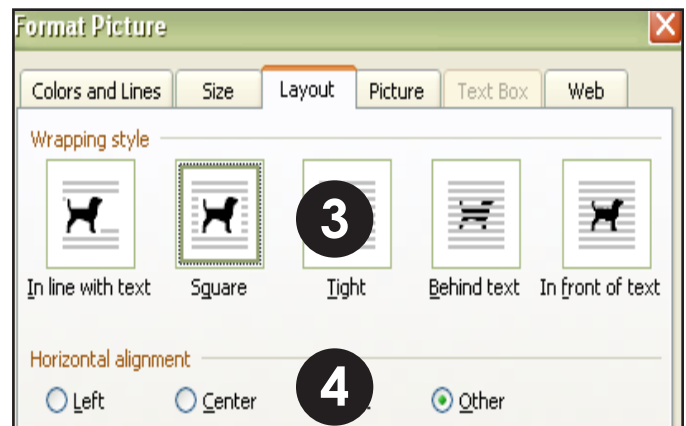 Format Picture
Colors and Lines Size Layout Picture Text Box Web
Wrapping style
3
In line with text Square Tight Behind text In front of text
Horizontal alignment
Left Center 4 Other